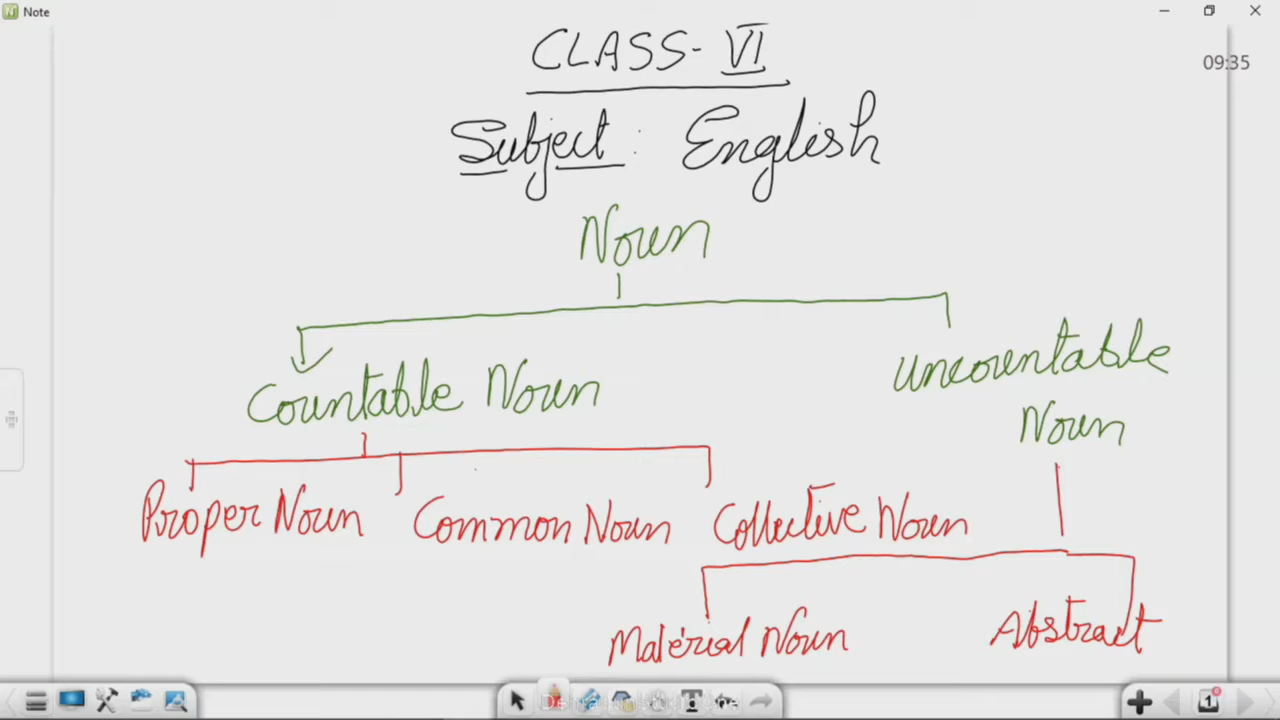 Note
CLASS-VI
09:35
Subject: English
Noun
Countable Noun
Uncountable
Noun
Proper Noun Common Noun Collective Noun
Material Noun Abstract
1